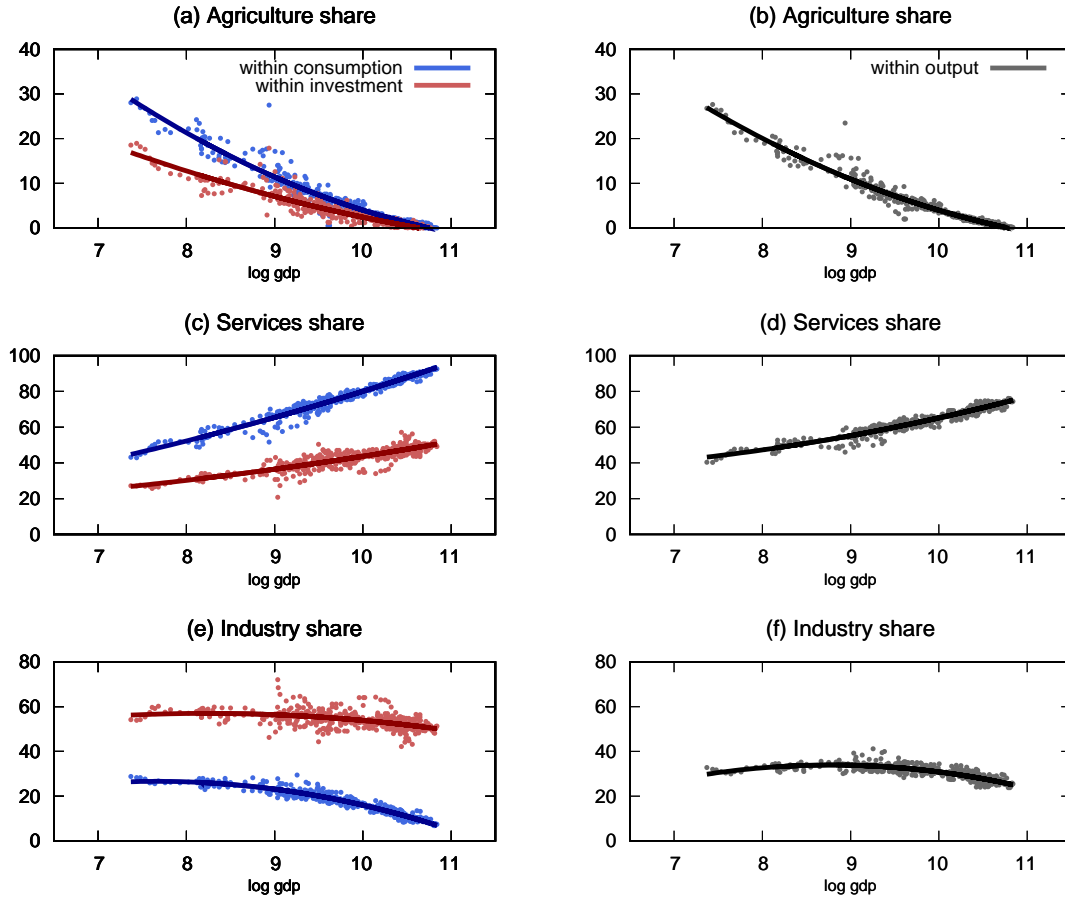 (a) Agriculture share
40
30
20
10
0
within consumption
within investment
7 8 9 10 11
log gdp
(b) Agriculture share
40
30
20
10
0
within output
7 8 9 10 11
log gdp
(c) Services share
100
80
60
40
20
0
7 8 9 10 11
log gdp
(d) Services share
100
80
60
40
20
0
7 8 9 10 11
log gdp
(e) Industry share
80
60
40
20
0
7 8 9 10 11
log gdp
(f) Industry share
80
60
40
20
0
7 8 9 10 11
log gdp